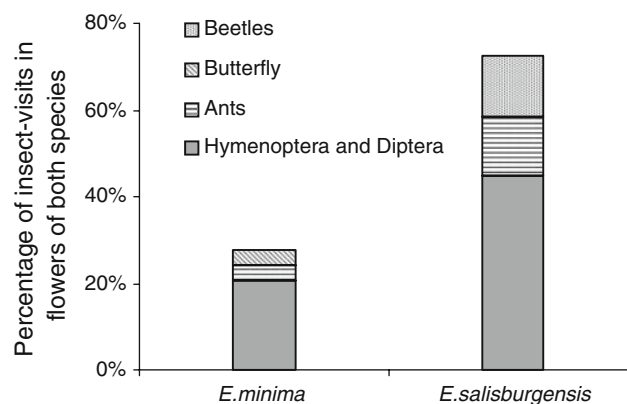 Percentage of insect-visits in
flowers of both species
80%
60%
40%
20%
0%
Beetles
Butterfly
Ants
Hymenoptera and Diptera
E.minima
E.salisburgensis